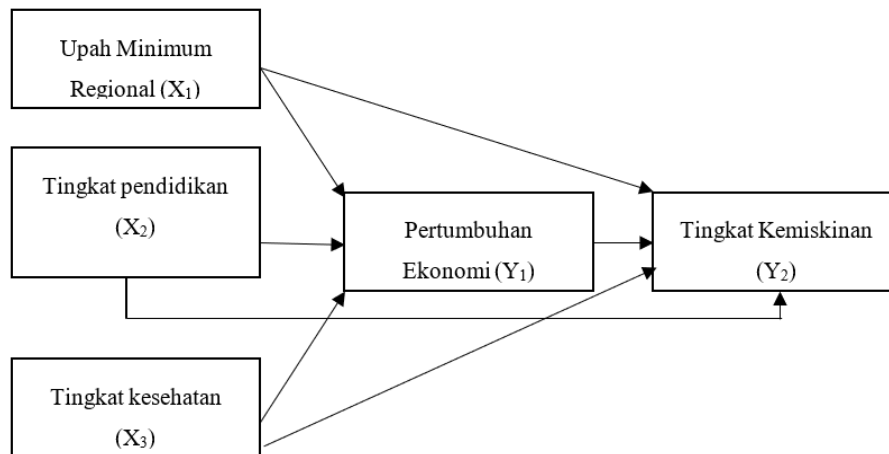 Upah Minimum
Regional (X₁)
Tingkat pendidikan
(X₂)
Pertumbuhan
Ekonomi (Y₁)
Tingkat Kemiskinan
(Y₂)
Tingkat kesehatan
(X₃)